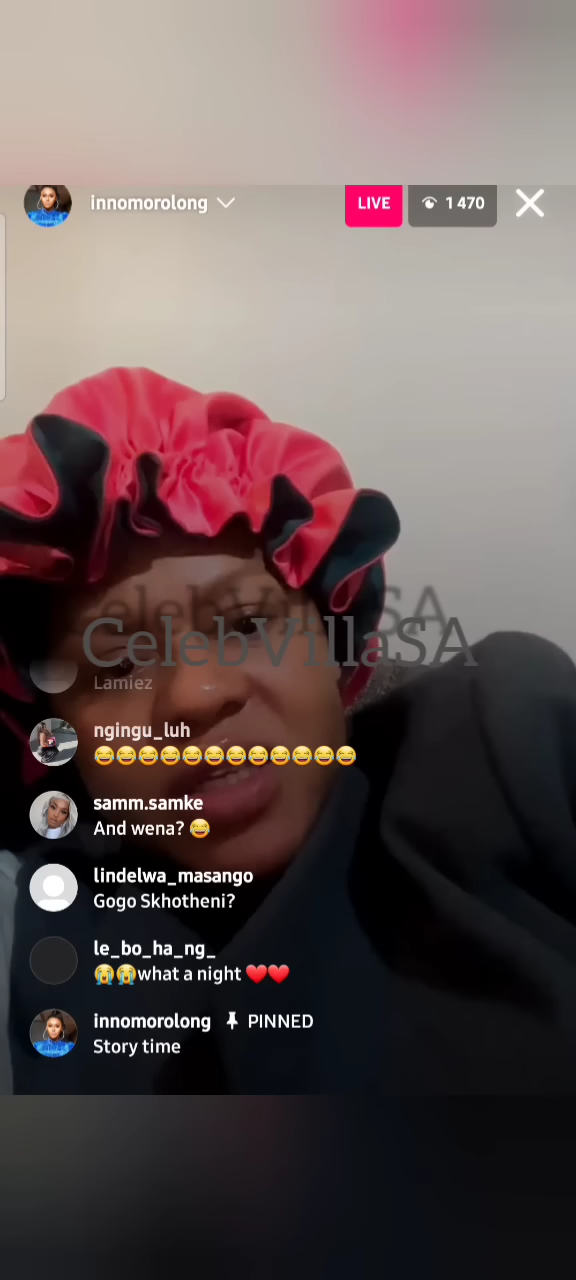 innomorolong
LIVE
1 470
CelebVillaSA
CelebVillaSA
Lamiez
ngingu_luh
😂😂😂😂😂😂😂😂😂😂😂😂
samm.samke
And wena? 😂
lindelwa_masango
Gogo Skhotheni?
le_bo_ha_ng_
😭😭what a night ❤️❤️
innomorolong PINNED
Story time